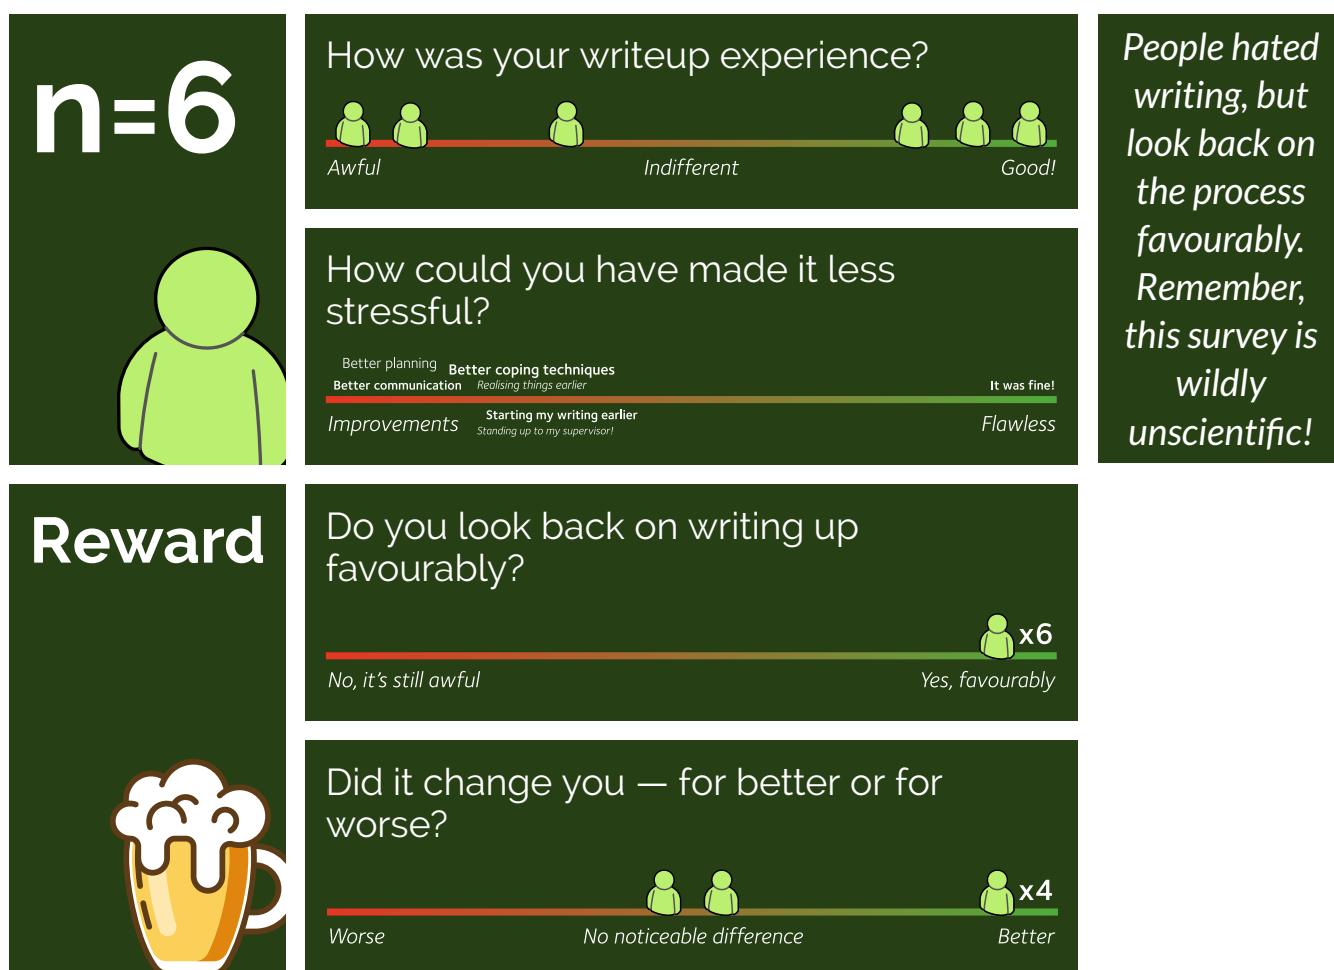 n=6
How was your writeup experience?
Awful
Indifferent
Good!
How could you have made it less
stressful?
Better planning
Better coping techniques
Better communication
Realising things earlier
It was fine!
Improvements
Starting my writing earlier
Standing up to my supervisor!
Flawless
People hated
writing, but
look back on
the process
favourably.
Remember,
this survey is
wildly
unscientific!
Reward
Do you look back on writing up
favourably?
x6
No, it's still awful
Yes, favourably
Did it change you — for better or for
worse?
x4
Worse
No noticeable difference
Better